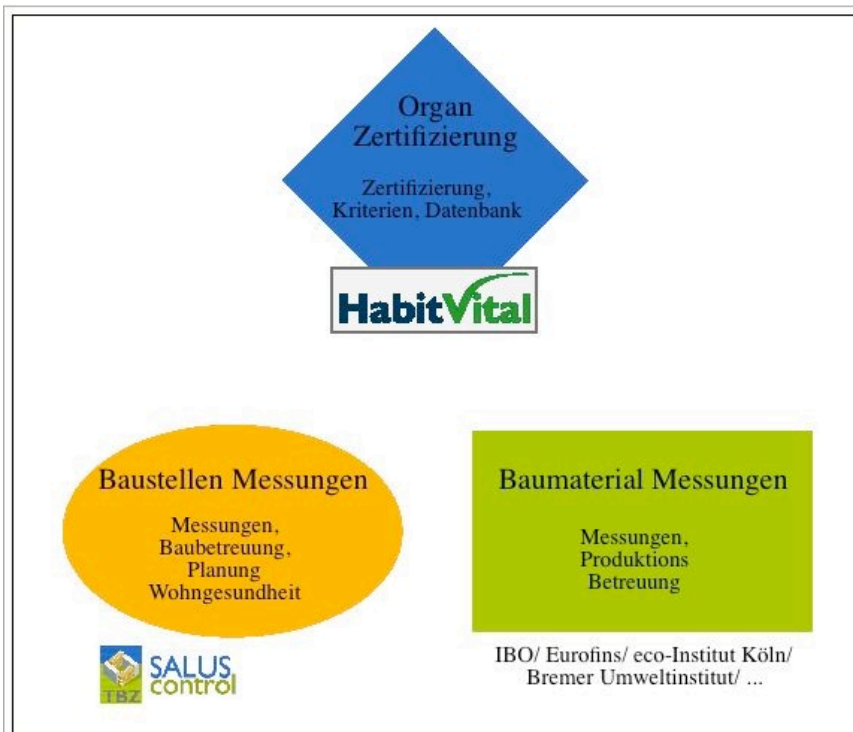 Organ
Zertifizierung
Zertifizierung,
Kriterien, Datenbank
HabitVital
Baustellen Messungen
Messungen,
Baubetreuung,
Planung
Wohngesundheit
Baumaterial Messungen
Messungen,
Produktions
Betreuung
TBZ
SALUS
control
IBO/ Eurofins/ eco-Institut Köln/
Bremer Umweltinstitut/ ...